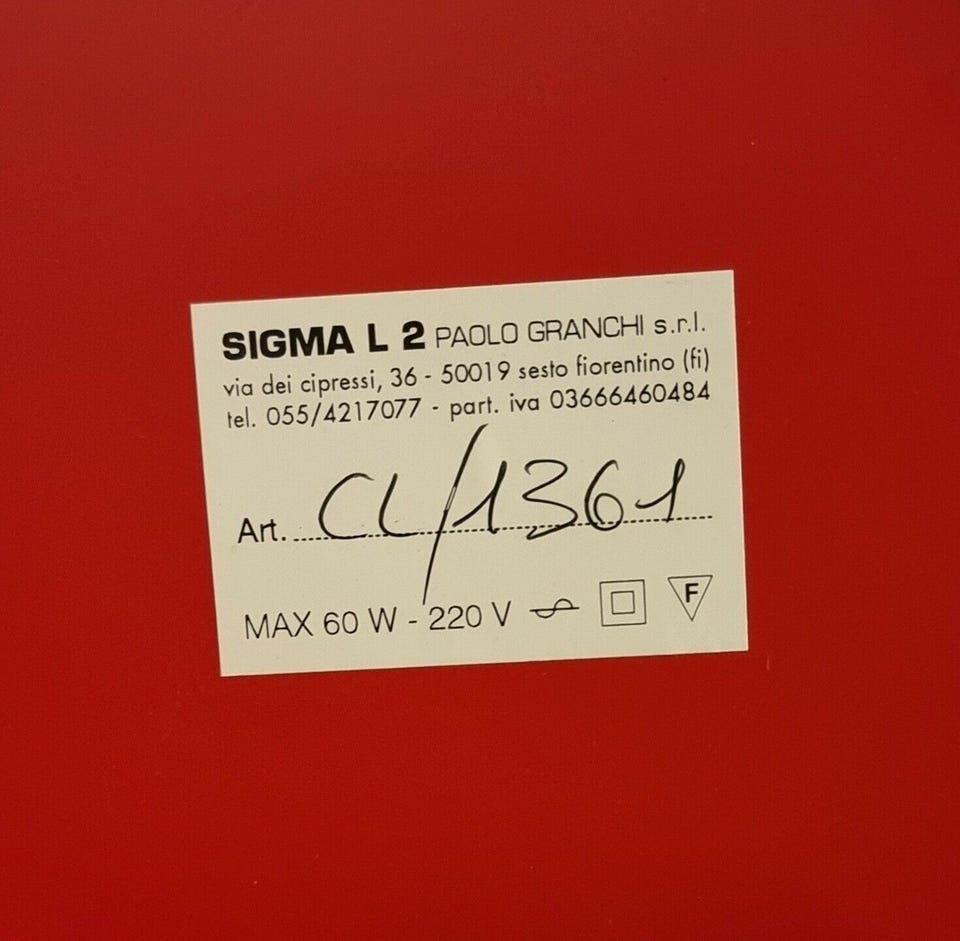 SIGMA L 2 PAOLO GRANCHI s.r.l.
via dei cipressi, 36 - 50019 sesto fiorentino (fi)
tel. 055/4217077 - part. iva 03666460484
Art. CL/1361
MAX 60 W - 220 V F